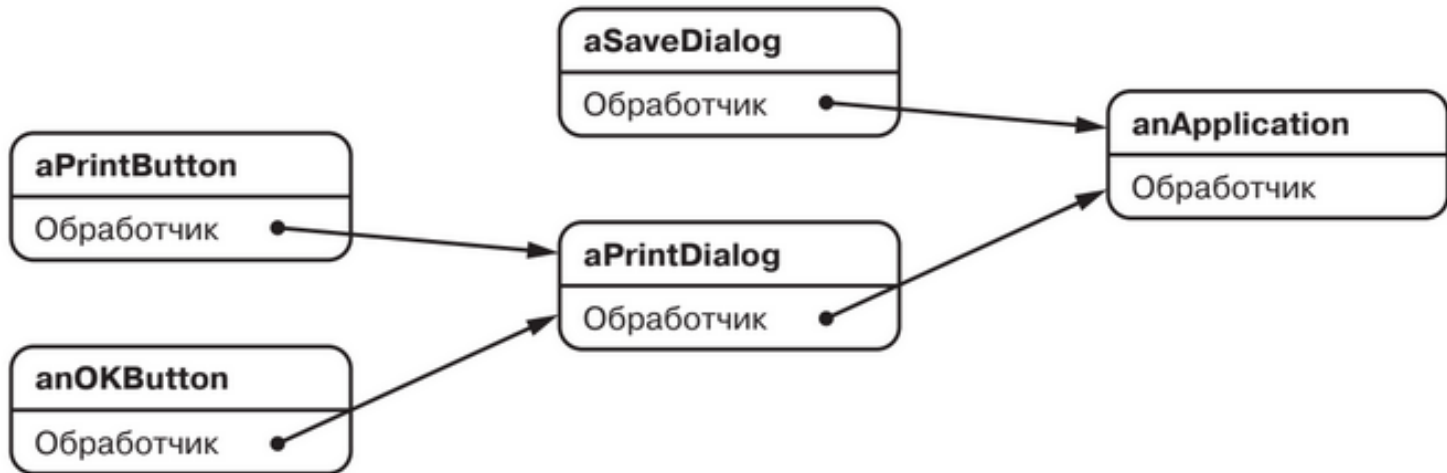 aSaveDialog
Обработчик
anApplication
Обработчик
aPrintButton
Обработчик
aPrintDialog
Обработчик
anOKButton
Обработчик